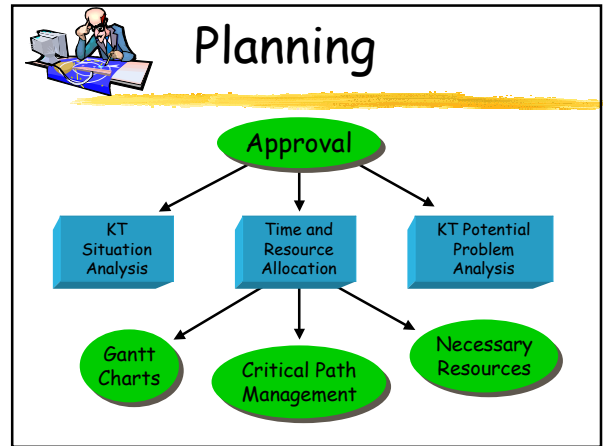 Planning
Approval
KT
Situation
Analysis
Time and
Resource
Allocation
KT Potential
Problem
Analysis
Gantt
Charts
Critical Path
Management
Necessary
Resources